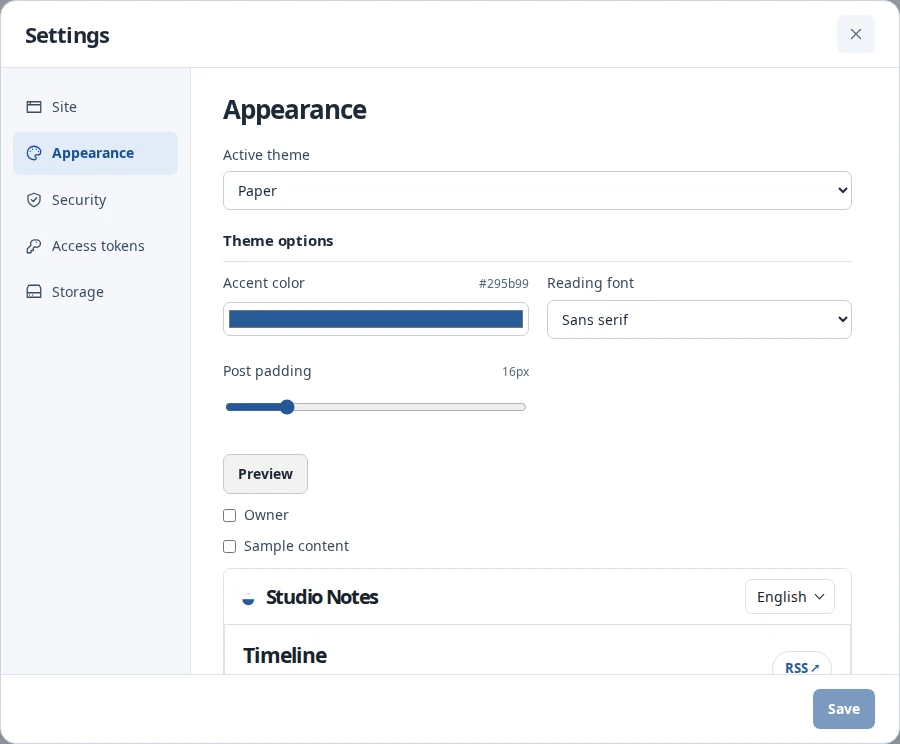 Settings
Site
Appearance
Security
Access tokens
Storage
Appearance
Active theme
Paper
Theme options
Accent color #295b99
Reading font
Sans serif
Post padding 16px
Preview
Owner
Sample content
Studio Notes
English
Timeline
RSS↗
Save